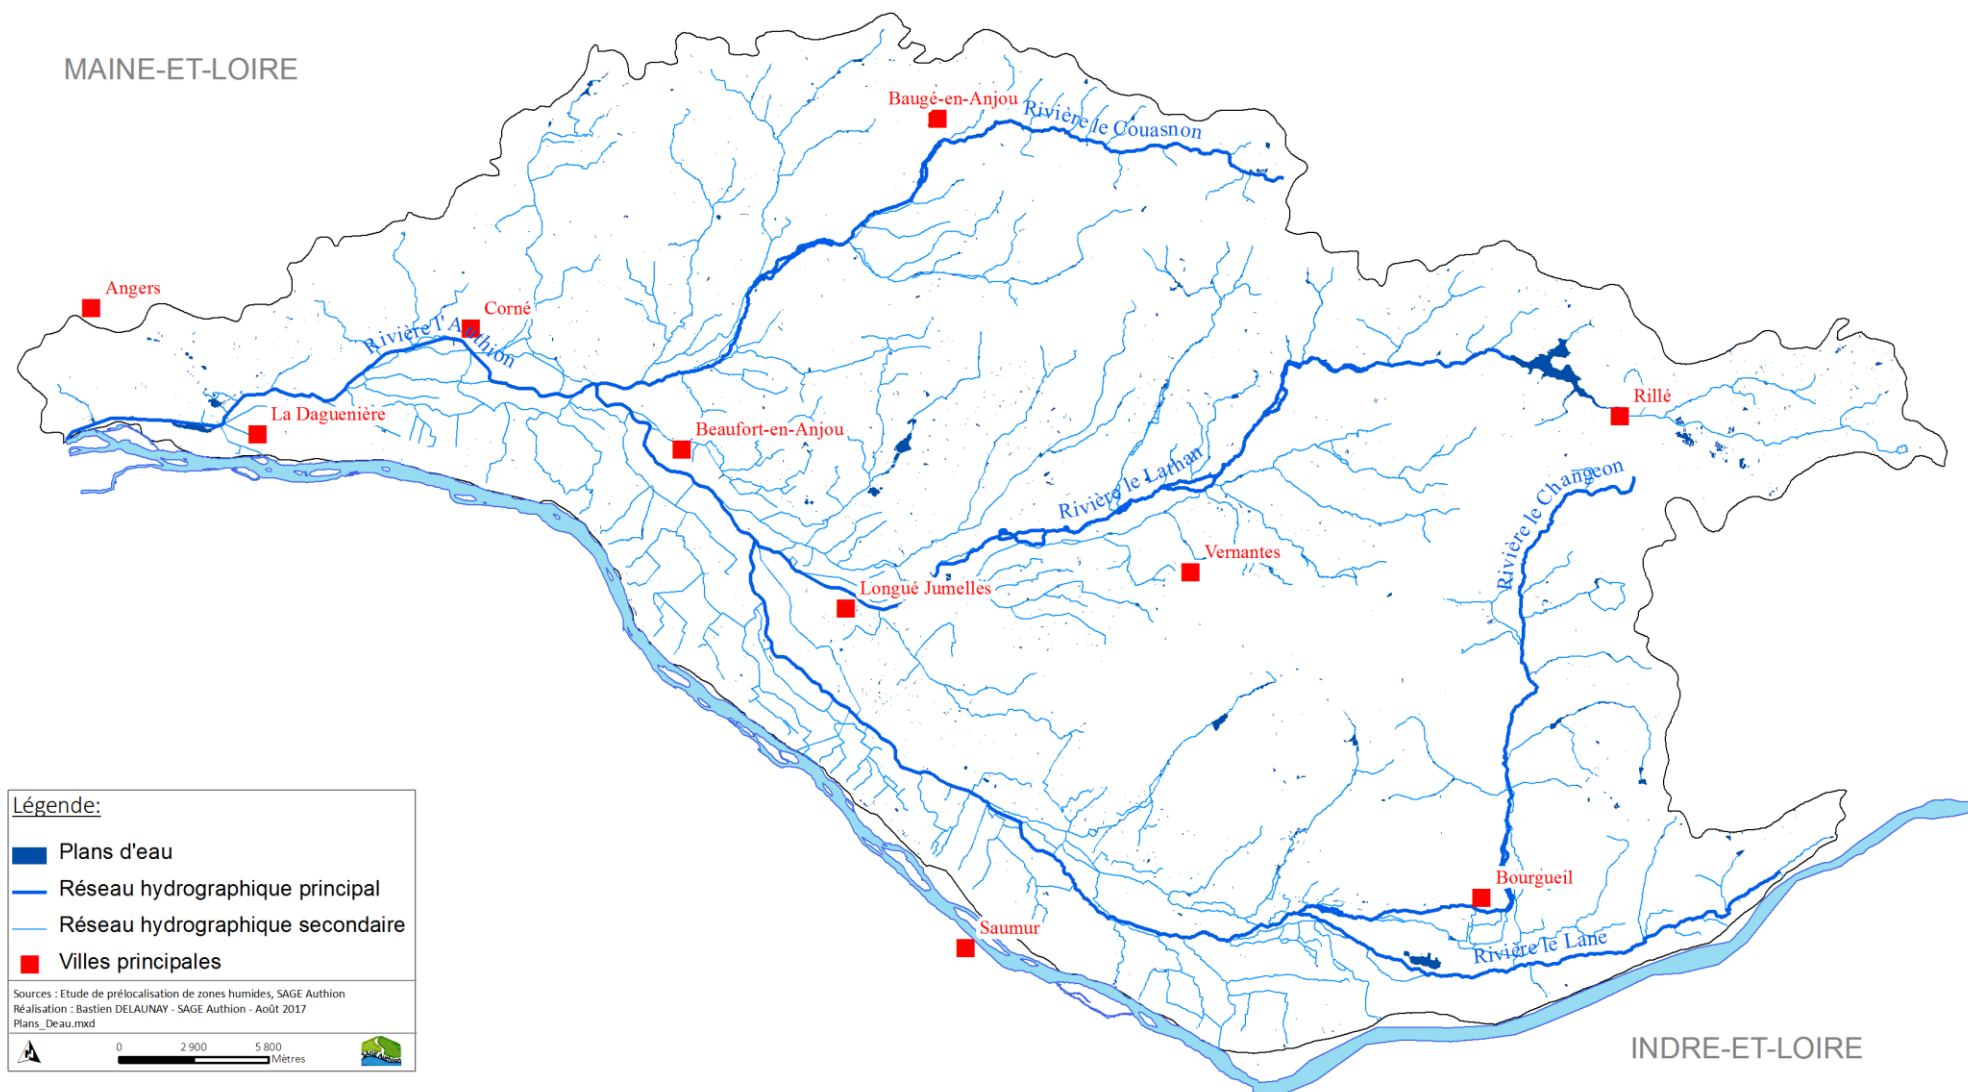 MAINE-ET-LOIRE
Baugé-en-Anjou
Rivière le Couasnon
Angers
Corné
Rivière l'Authion
La Daguenière
Beaufort-en-Anjou
Rillé
Rivière le Lathan
Rivière le Changeon
Vernantes
Longué Jumelles
Bourgueil
Saumur
Rivière le Lane
INDRE-ET-LOIRE
Légende:
Plans d'eau
Réseau hydrographique principal
Réseau hydrographique secondaire
Villes principales
Sources : Etude de prélocalisation de zones humides, SAGE Authion
Réalisation : Bastien DELAUNAY - SAGE Authion - Août 2017
Plans_Deau.mxd
0 2 900 5 800
Mètres
SAGE Authion